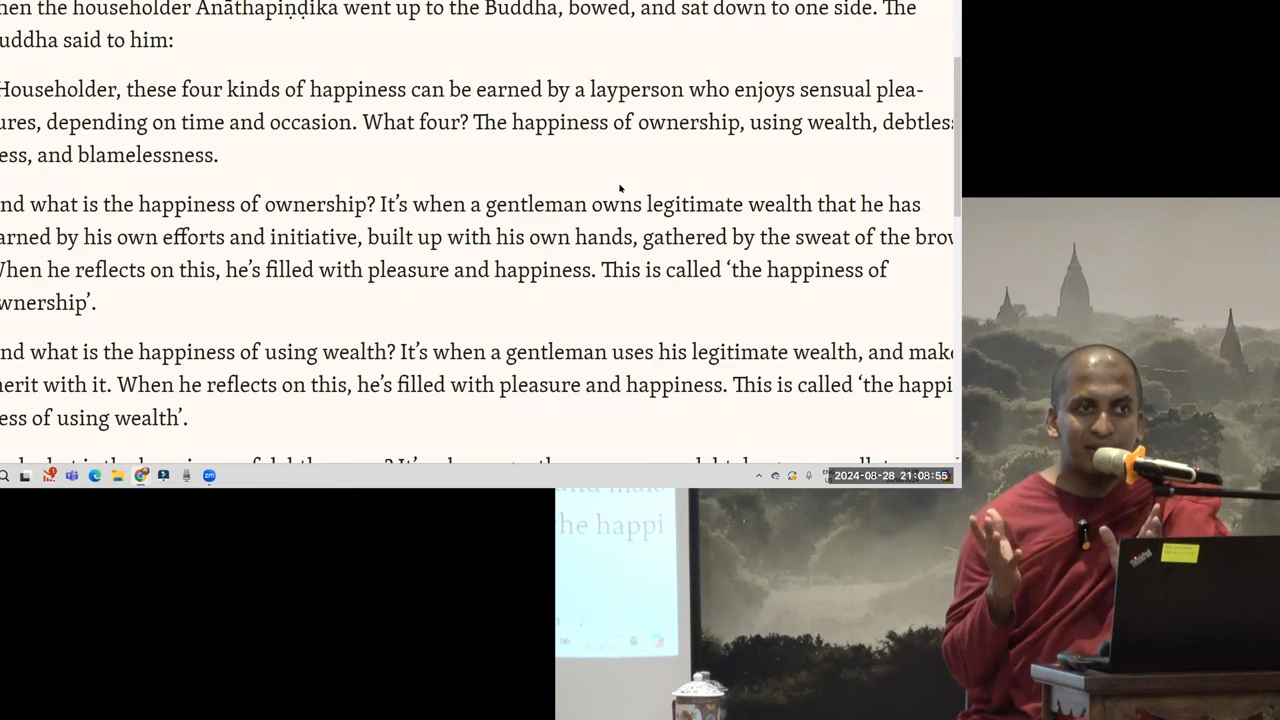 hen the householder Anāthapiṇḍika went up to the Buddha, bowed, and sat down to one side. The
uddha said to him:
Householder, these four kinds of happiness can be earned by a layperson who enjoys sensual plea-
ures, depending on time and occasion. What four? The happiness of ownership, using wealth, debtless
ess, and blamelessness.
nd what is the happiness of ownership? It’s when a gentleman owns legitimate wealth that he has
arned by his own efforts and initiative, built up with his own hands, gathered by the sweat of the brow
When he reflects on this, he’s filled with pleasure and happiness. This is called ‘the happiness of
wnership’.
nd what is the happiness of using wealth? It’s when a gentleman uses his legitimate wealth, and make
merit with it. When he reflects on this, he’s filled with pleasure and happiness. This is called ‘the happi
ess of using wealth’.
2024-08-28 21:08:55
he happi
ThinkPad